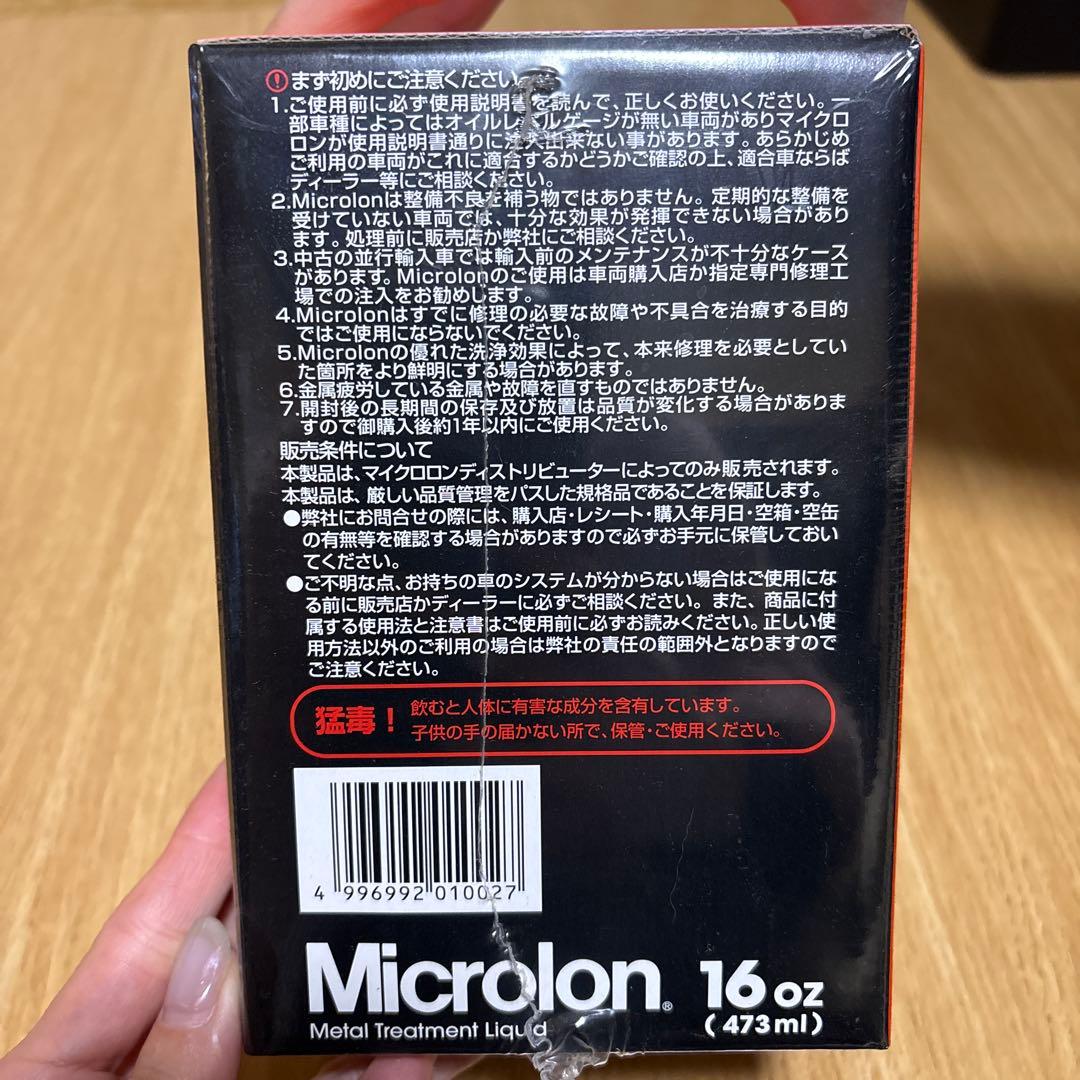 まず初めにご注意ください。
1.ご使用前に必ず使用説明書を読んで、正しくお使いください。一
部車種によってはオイルレベルゲージが無い車両がありマイクロ
ロンが使用説明書通りに注入出来ない事があります。あらかじめ
ご利用の車両がこれに適合するかどうかご確認の上、適合車ならば
ディーラー等にご相談ください。
2.Microlonは整備不良を補う物ではありません。定期的な整備を
受けていない車両では、十分な効果が発揮できない場合があり
ます。処理前に販売店か弊社にご相談ください。
3.中古の並行輸入車では輸入前のメンテナンスが不十分なケース
があります。Microlonのご使用は車両購入店か指定専門修理工
場での注入をお勧めします。
4.Microlonはすでに修理の必要な故障や不具合を治療する目的
ではご使用にならないでください。
5.Microlonの優れた洗浄効果によって、本来修理を必要としてい
た箇所をより鮮明にする場合があります。
6.金属疲労している金属や故障を直すものではありません。
7.開封後の長期間の保存及び放置は品質が変化する場合がありま
すので御購入後約1年以内にご使用ください。
販売条件について
本製品は、マイクロロンディストリビューターによってのみ販売されます。
本製品は、厳しい品質管理をパスした規格品であることを保証します。
●弊社にお問合せの際には、購入店・レシート・購入年月日・空箱・空缶
の有無等を確認する場合がありますので必ずお手元に保管しておい
てください。
●ご不明な点、お持ちの車のシステムが分からない場合はご使用にな
る前に販売店かディーラーに必ずご相談ください。また、商品に付
属する使用法と注意書はご使用前に必ずお読みください。正しい使
用方法以外のご利用の場合は弊社の責任の範囲外となりますので
ご注意ください。
猛毒！ 飲むと人体に有害な成分を含有しています。
子供の手の届かない所で、保管・ご使用ください。
4 996992 010027
Microlon® 16 oz
Metal Treatment Liquid (473ml)